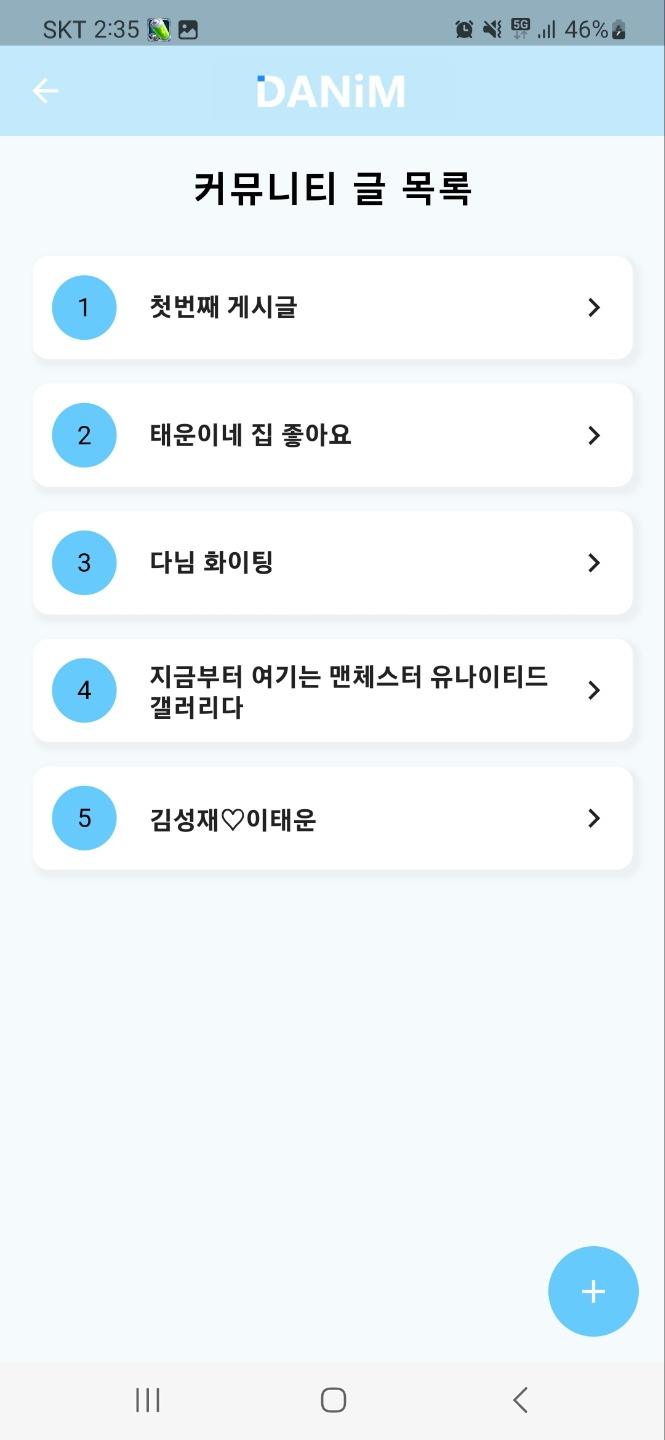 SKT 2:35 5G 46%
DANiM
커뮤니티 글 목록
1 첫번째 게시글
2 태운이네 집 좋아요
3 다님 화이팅
4 지금부터 여기는 맨체스터 유나이티드
갤러리다
5 김성재♡이태운
+